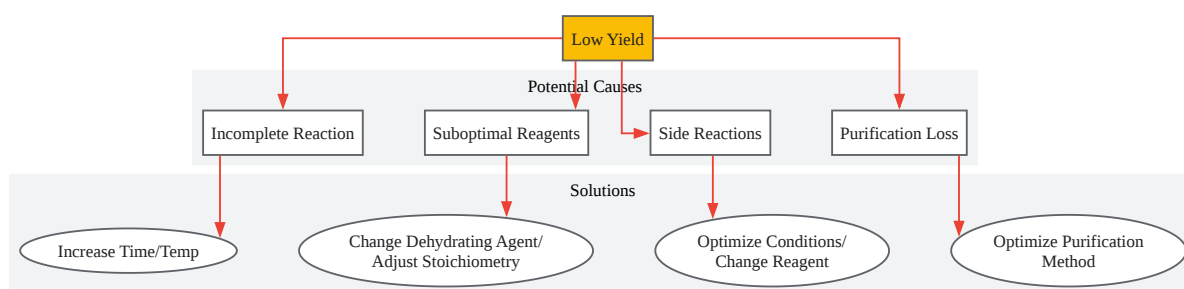 Low Yield
Potential Causes
Incomplete Reaction
Suboptimal Reagents
Side Reactions
Purification Loss
Solutions
Increase Time/Temp
Change Dehydrating Agent/
Adjust Stoichiometry
Optimize Conditions/
Change Reagent
Optimize Purification
Method